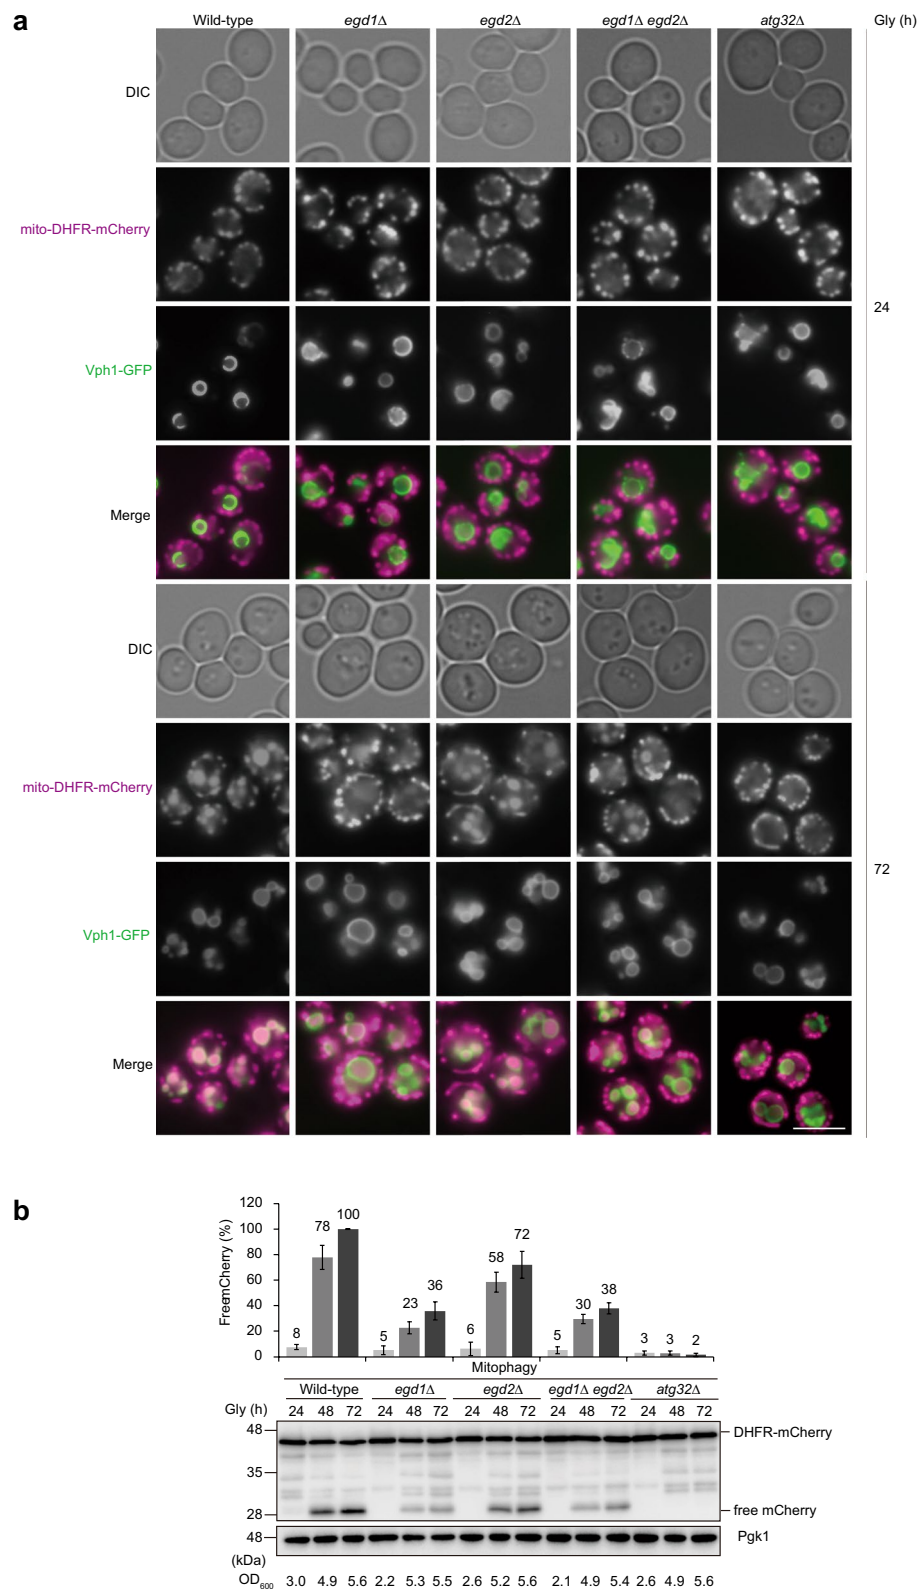 a
Wild-type egd1Δ egd2Δ egd1Δ egd2Δ atg32Δ Gly (h)
DIC
mito-DHFR-mCherry
24
Vph1-GFP
Merge
DIC
mito-DHFR-mCherry
72
Vph1-GFP
Merge
b
FreemCherry (%)
120
100
80
60
40
20
0
8 78 100 5 23 36 6 58 72 5 30 38 3 3 2
Mitophagy
Wild-type egd1Δ egd2Δ egd1Δ egd2Δ atg32Δ
Gly (h) 24 48 72 24 48 72 24 48 72 24 48 72 24 48 72
48 DHFR-mCherry
35
28 free mCherry
48 Pgk1
(kDa)
OD600 3.0 4.9 5.6 2.2 5.3 5.5 2.6 5.2 5.6 2.1 4.9 5.4 2.6 4.9 5.6